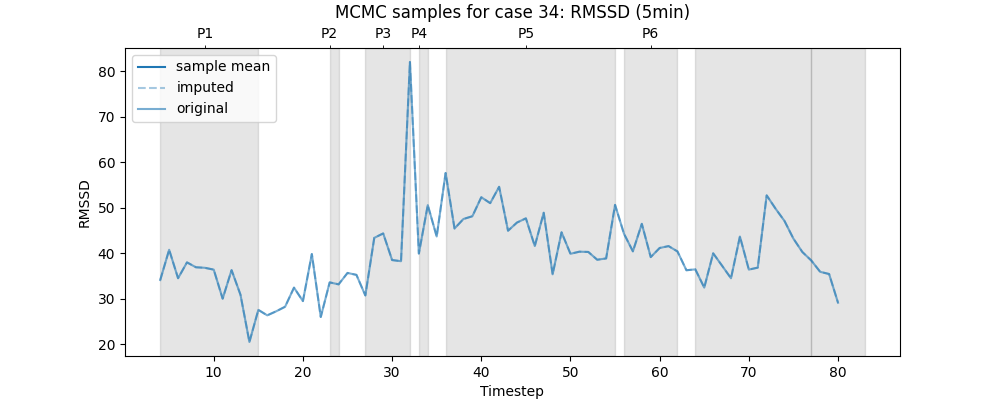 MCMC samples for case 34: RMSSD (5min)
P1 P2 P3 P4 P5 P6
sample mean
imputed
original
80
70
60
50
40
30
20
RMSSD
10 20 30 40 50 60 70 80
Timestep